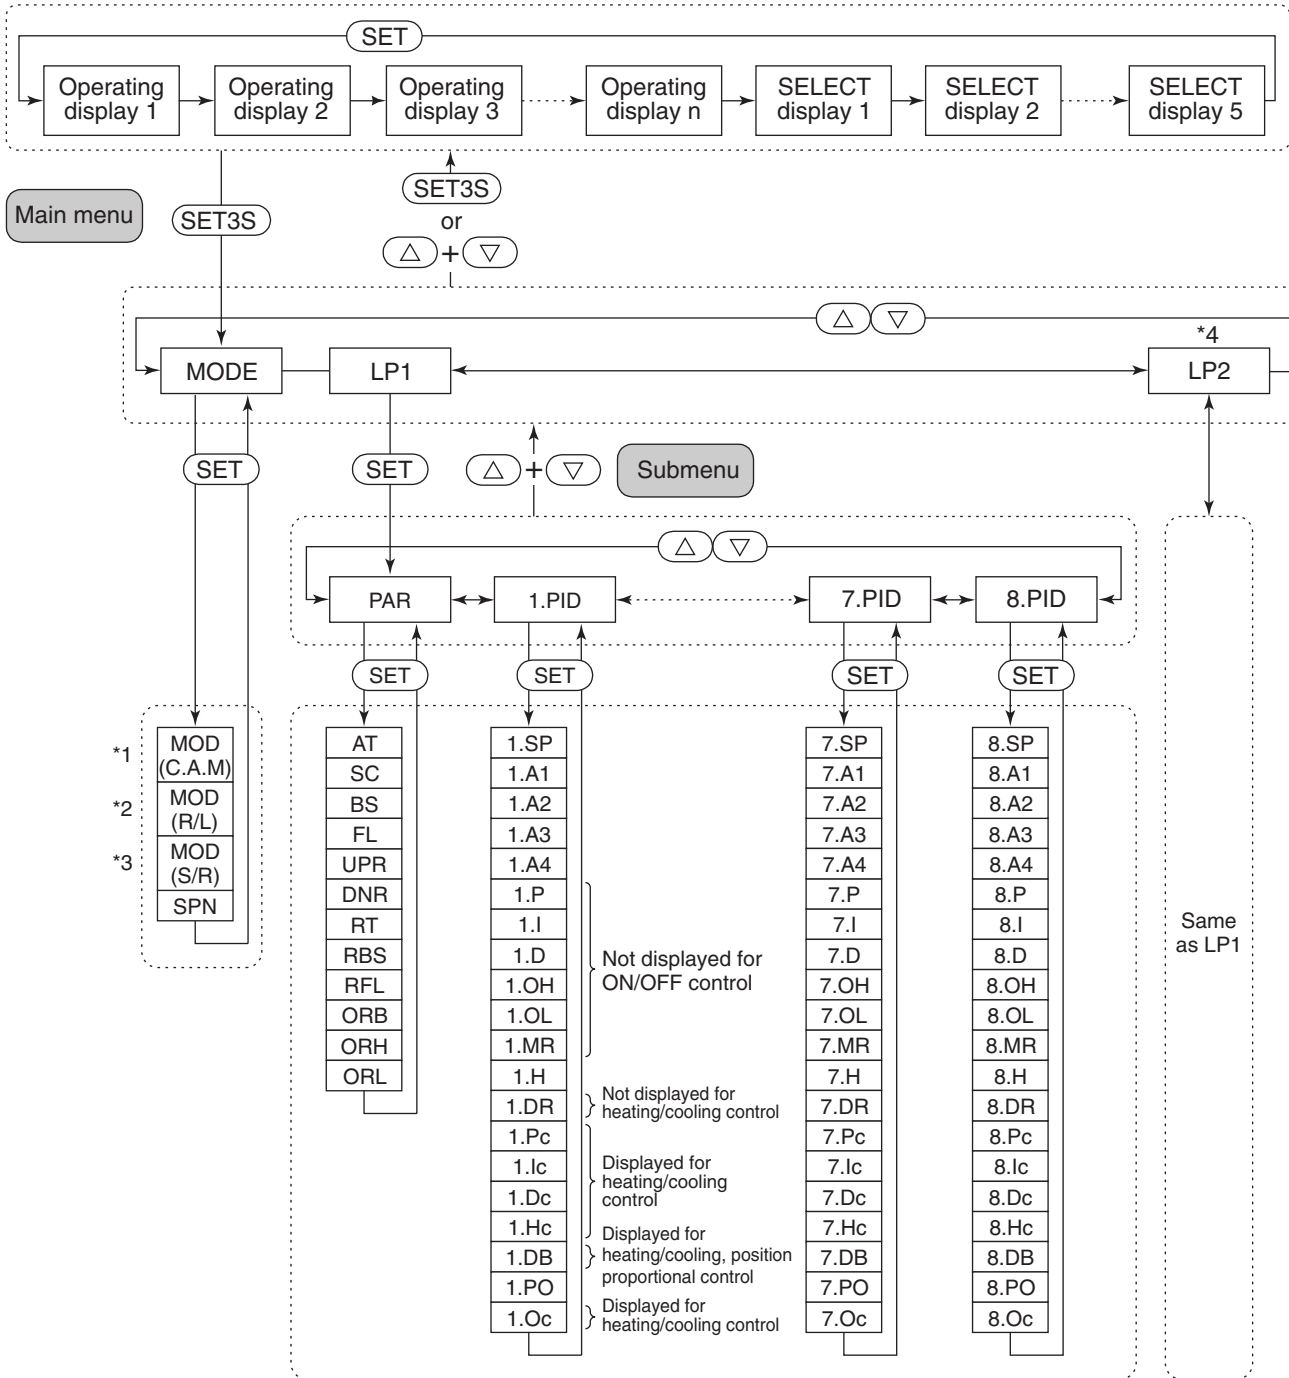 SET
Operating display 1
Operating display 2
Operating display 3
Operating display n
SELECT display 1
SELECT display 2
SELECT display 5
Main menu
SET3S
SET3S
or
△ + ▽
△ ▽
*4
MODE
LP1
LP2
SET
SET
△ + ▽
Submenu
△ ▽
PAR
1.PID
7.PID
8.PID
SET
SET
SET
SET
*1
MOD
(C.A.M)
*2
MOD
(R/L)
*3
MOD
(S/R)
SPN
AT
SC
BS
FL
UPR
DNR
RT
RBS
RFL
ORB
ORH
ORL
1.SP
1.A1
1.A2
1.A3
1.A4
1.P
1.I
1.D
1.OH
1.OL
1.MR
1.H
1.DR
1.Pc
1.Ic
1.Dc
1.Hc
1.DB
1.PO
1.Oc
Not displayed for
ON/OFF control
Not displayed for
heating/cooling control
Displayed for
heating/cooling
control
Displayed for
heating/cooling, position
proportional control
Displayed for
heating/cooling control
7.SP
7.A1
7.A2
7.A3
7.A4
7.P
7.I
7.D
7.OH
7.OL
7.MR
7.H
7.DR
7.Pc
7.Ic
7.Dc
7.Hc
7.DB
7.PO
7.Oc
8.SP
8.A1
8.A2
8.A3
8.A4
8.P
8.I
8.D
8.OH
8.OL
8.MR
8.H
8.DR
8.Pc
8.Ic
8.Dc
8.Hc
8.DB
8.PO
8.Oc
Same
as LP1